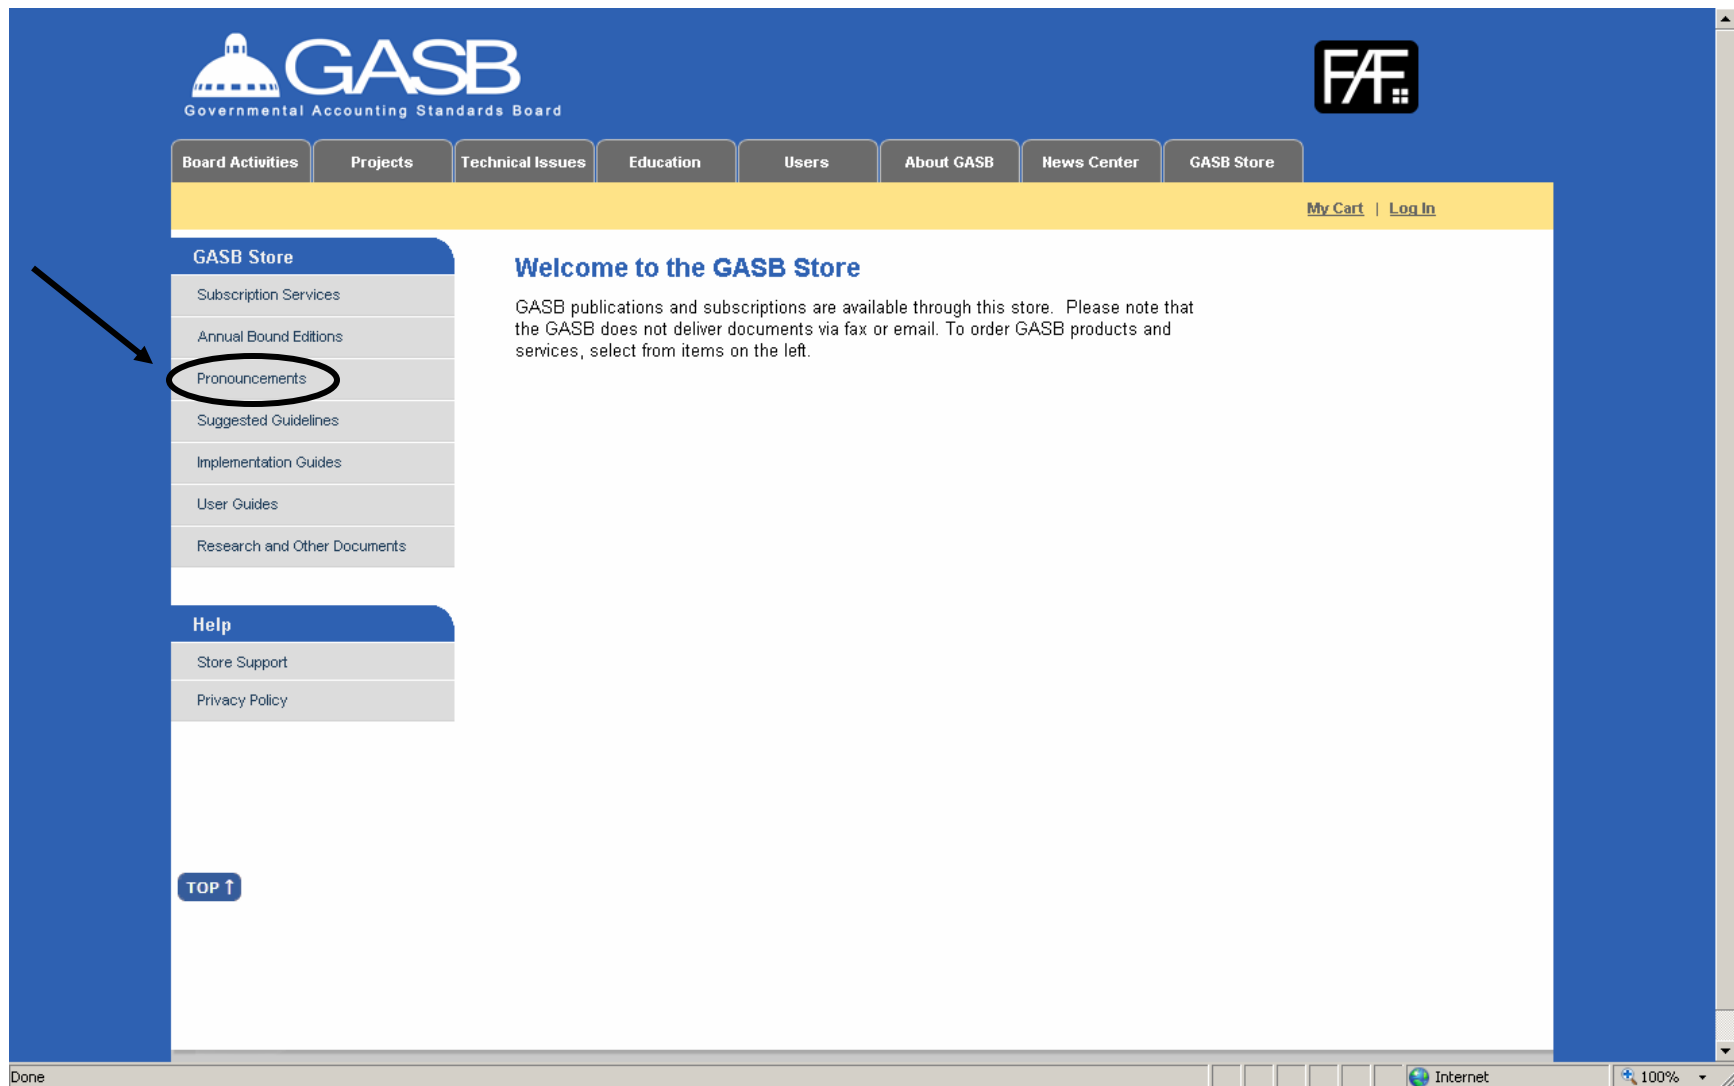 GASB
Governmental Accounting Standards Board
FAF
Board Activities
Projects
Technical Issues
Education
Users
About GASB
News Center
GASB Store
My Cart | Log In
GASB Store
Subscription Services
Annual Bound Editions
Pronouncements
Suggested Guidelines
Implementation Guides
User Guides
Research and Other Documents
Welcome to the GASB Store
GASB publications and subscriptions are available through this store. Please note that
the GASB does not deliver documents via fax or email. To order GASB products and
services, select from items on the left.
Help
Store Support
Privacy Policy
TOP ↑
Done
Internet
100%